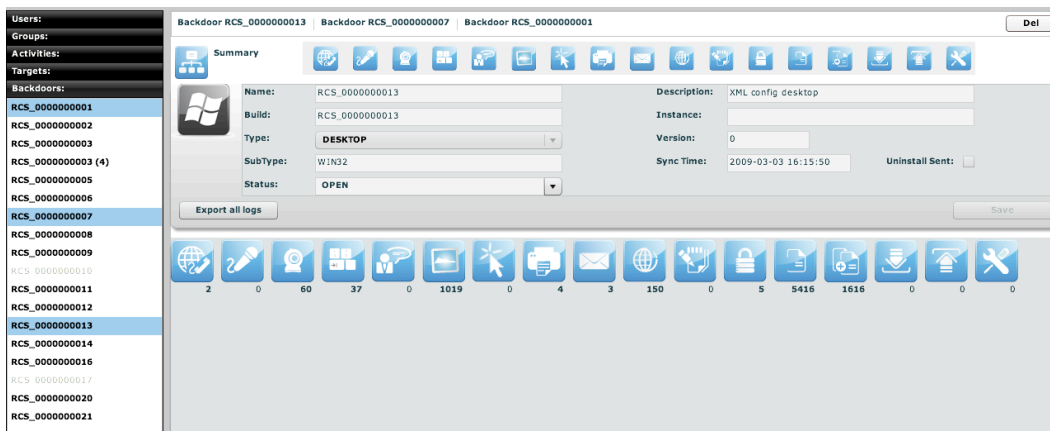 Users:
Groups:
Activities:
Targets:
Backdoors:
RCS_0000000001
RCS_0000000002
RCS_0000000003
RCS_0000000003 (4)
RCS_0000000005
RCS_0000000006
RCS_0000000007
RCS_0000000008
RCS_0000000009
RCS_0000000010
RCS_0000000011
RCS_0000000012
RCS_0000000013
RCS_0000000014
RCS_0000000016
RCS_0000000017
RCS_0000000020
RCS_0000000021
Backdoor RCS_0000000013 Backdoor RCS_0000000007 Backdoor RCS_0000000001 Del
Summary
Name: RCS_0000000013 Description: XML config desktop
Build: RCS_0000000013 Instance:
Type: DESKTOP Version: 0
SubType: WIN32 Sync Time: 2009-03-03 16:15:50 Uninstall Sent:
Status: OPEN
Export all logs Save
2 0 60 37 0 1019 0 4 3 150 0 5 5416 1616 0 0 0